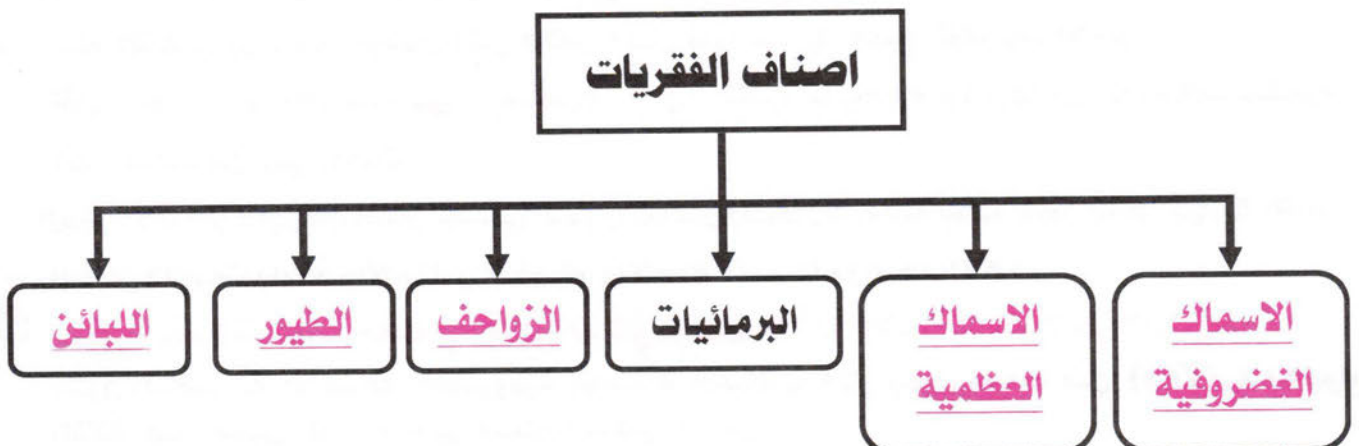 اصناف الفقريات
الاسماك
الغضروفية
الاسماك
العظمية
البرمائيات
الزواحف
الطيور
اللبائن